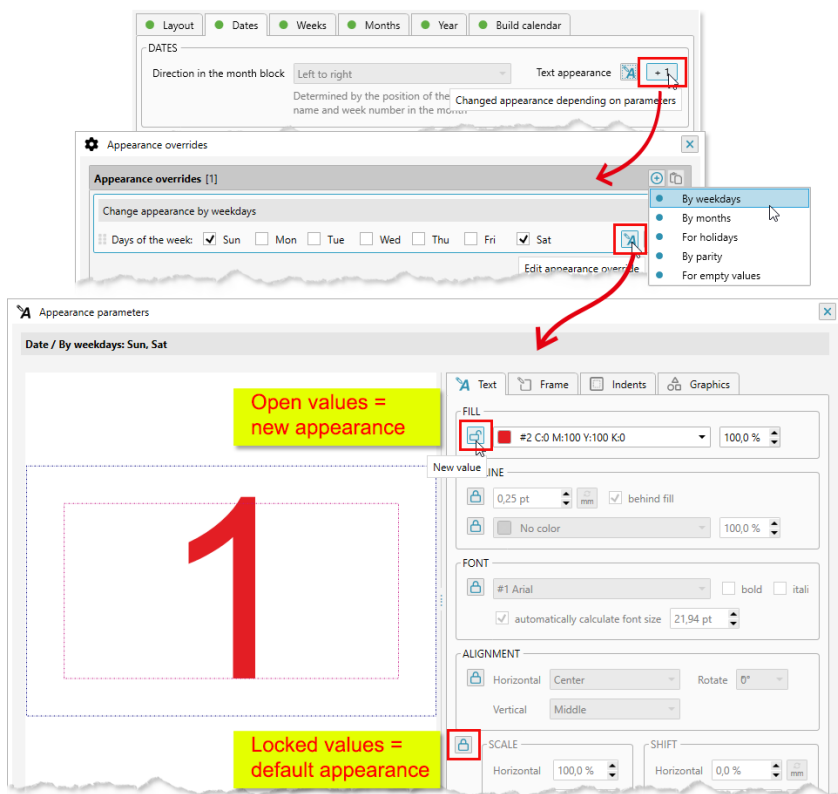 Layout Dates Weeks Months Year Build calendar
DATES
Direction in the month block Left to right Text appearance + 1
Determined by the position of the
name and week number in the month
Changed appearance depending on parameters
Appearance overrides
Appearance overrides [1]
Change appearance by weekdays
Days of the week: Sun Mon Tue Wed Thu Fri Sat
Edit appearance override
By weekdays
By months
For holidays
By parity
For empty values
Appearance parameters
Date / By weekdays: Sun, Sat
Open values =
new appearance
1
Locked values =
default appearance
Text Frame Indents Graphics
FILL
#2 C:0 M:100 Y:100 K:0 100,0 %
New value
INE
0,25 pt mm behind fill
No color 100,0 %
FONT
#1 Arial bold itali
automatically calculate font size 21,94 pt
ALIGNMENT
Horizontal Center Rotate 0°
Vertical Middle
SCALE SHIFT
Horizontal 100,0 % Horizontal 0,0 % mm